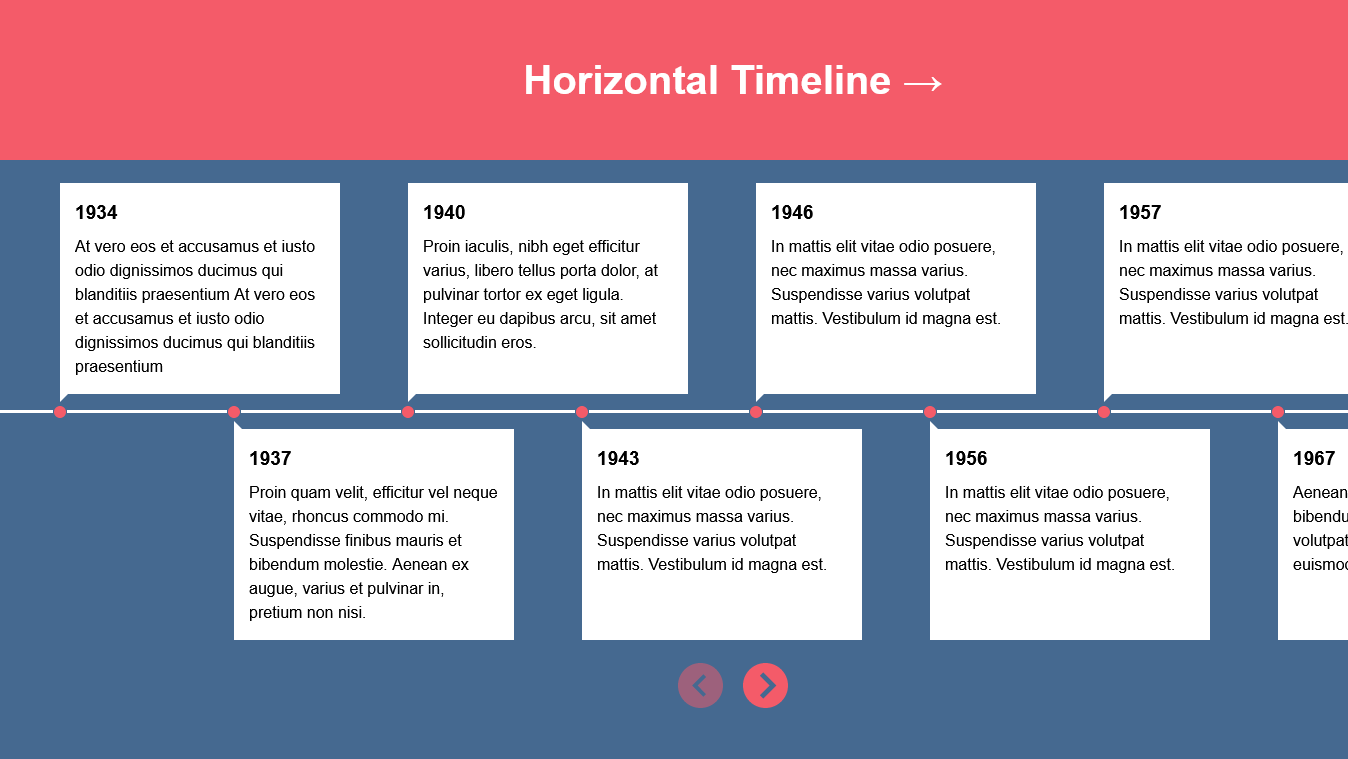 Horizontal Timeline →
1934
At vero eos et accusamus et iusto
odio dignissimos ducimus qui
blanditiis praesentium At vero eos
et accusamus et iusto odio
dignissimos ducimus qui blanditiis
praesentium
1940
Proin iaculis, nibh eget efficitur
varius, libero tellus porta dolor, at
pulvinar tortor ex eget ligula.
Integer eu dapibus arcu, sit amet
sollicitudin eros.
1946
In mattis elit vitae odio posuere,
nec maximus massa varius.
Suspendisse varius volutpat
mattis. Vestibulum id magna est.
1957
In mattis elit vitae odio posuere,
nec maximus massa varius.
Suspendisse varius volutpat
mattis. Vestibulum id magna est.
1937
Proin quam velit, efficitur vel neque
vitae, rhoncus commodo mi.
Suspendisse finibus mauris et
bibendum molestie. Aenean ex
augue, varius et pulvinar in,
pretium non nisi.
1943
In mattis elit vitae odio posuere,
nec maximus massa varius.
Suspendisse varius volutpat
mattis. Vestibulum id magna est.
1956
In mattis elit vitae odio posuere,
nec maximus massa varius.
Suspendisse varius volutpat
mattis. Vestibulum id magna est.
1967
Aenean
volutpat